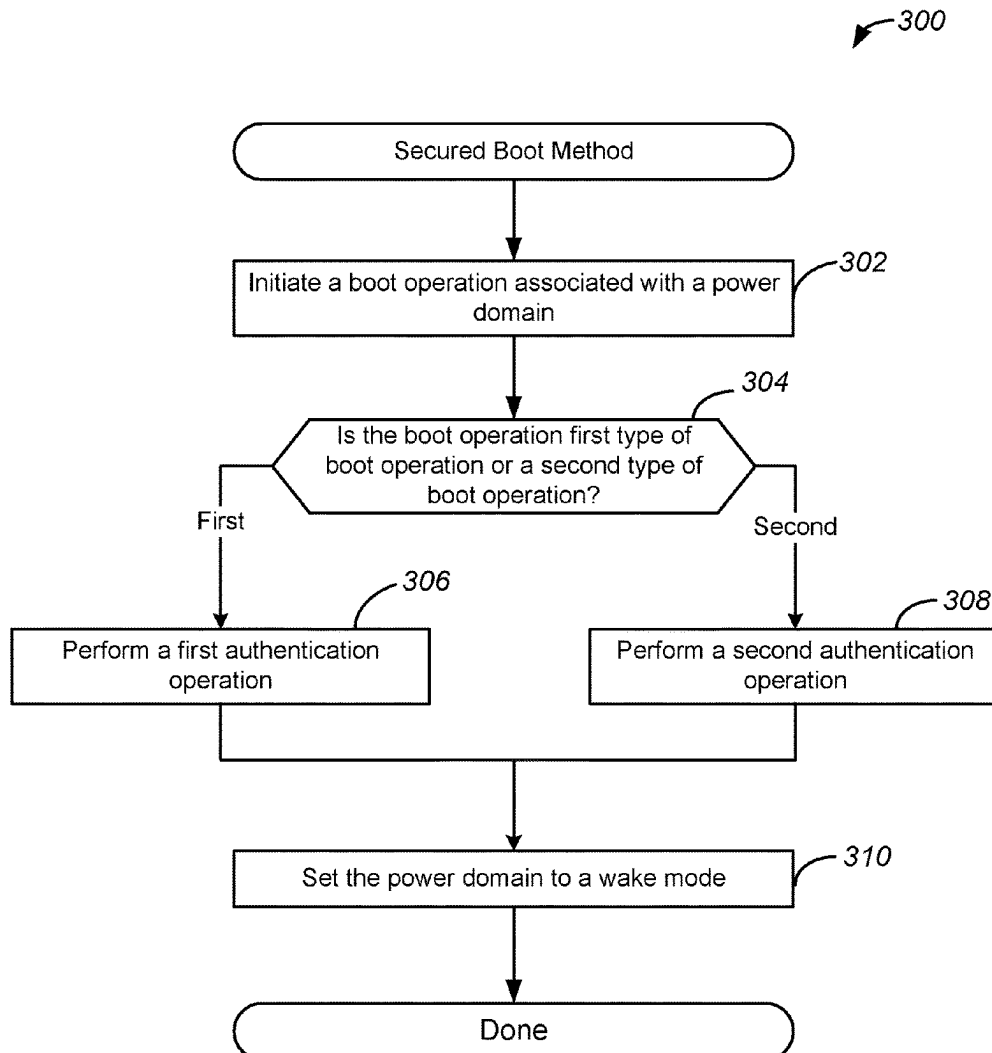 300
Secured Boot Method
Initiate a boot operation associated with a power
domain
302
304
Is the boot operation first type of
boot operation or a second type of
boot operation?
First
Second
306
308
Perform a first authentication
operation
Perform a second authentication
operation
Set the power domain to a wake mode
310
Done